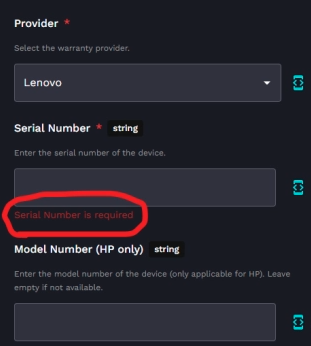 Provider *
Select the warranty provider.
Lenovo
Serial Number * string
Enter the serial number of the device.
Serial Number is required
Model Number (HP only) string
Enter the model number of the device (only applicable for HP). Leave
empty if not available.